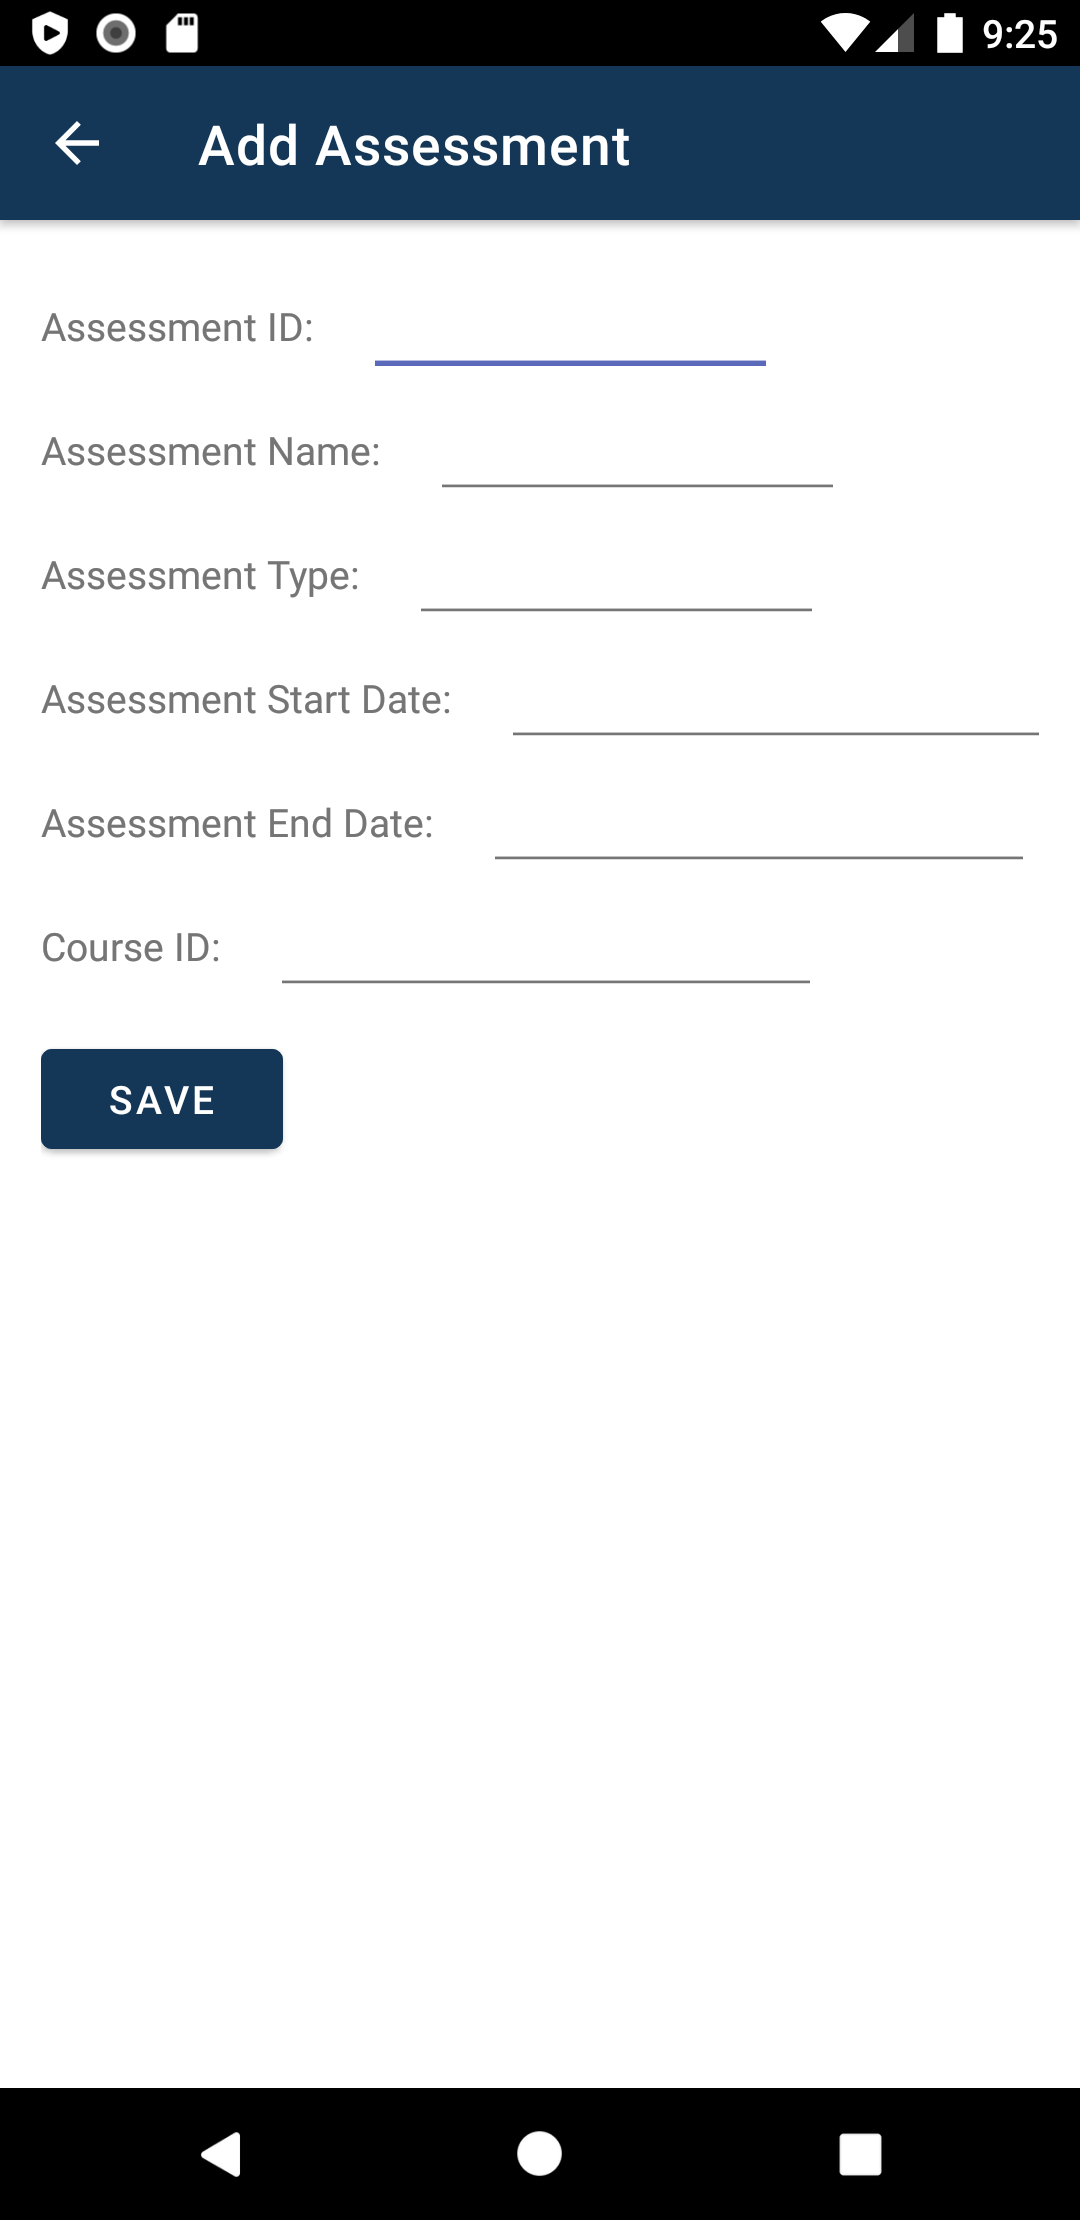 9:25
Add Assessment
Assessment ID:
Assessment Name:
Assessment Type:
Assessment Start Date:
Assessment End Date:
Course ID:
SAVE